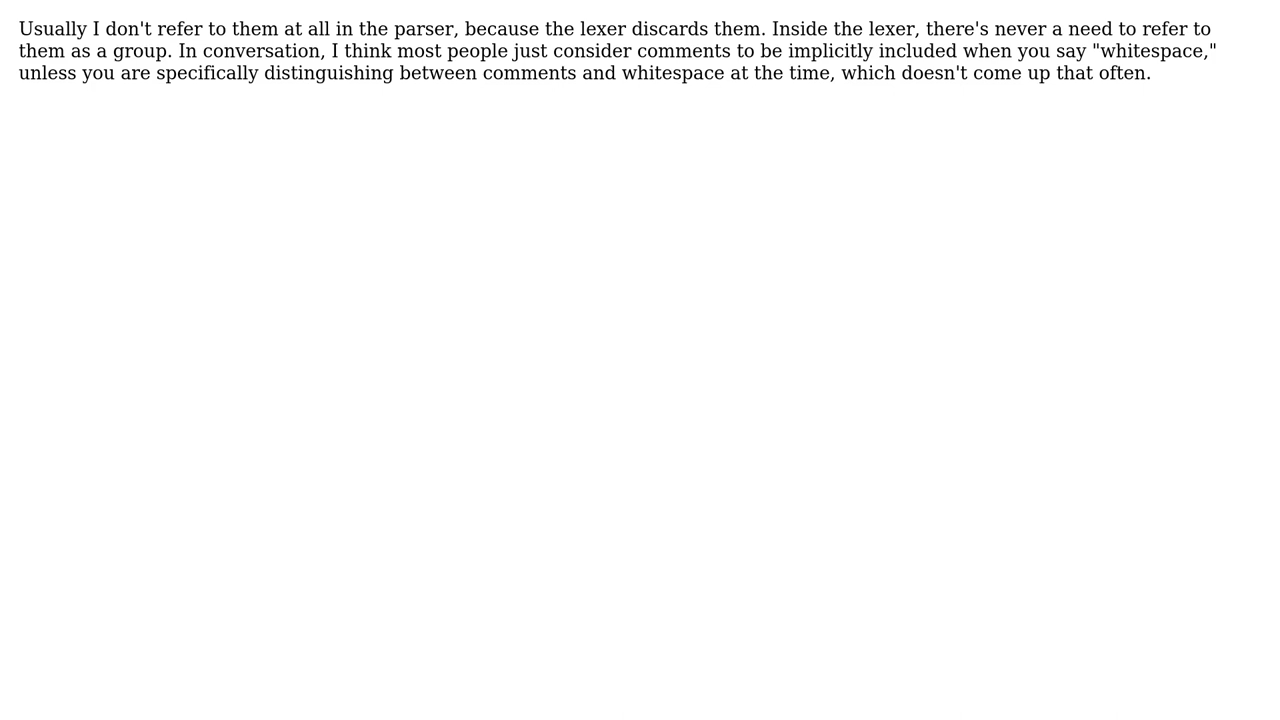 Usually I don't refer to them at all in the parser, because the lexer discards them. Inside the lexer, there's never a need to refer to
them as a group. In conversation, I think most people just consider comments to be implicitly included when you say "whitespace,"
unless you are specifically distinguishing between comments and whitespace at the time, which doesn't come up that often.